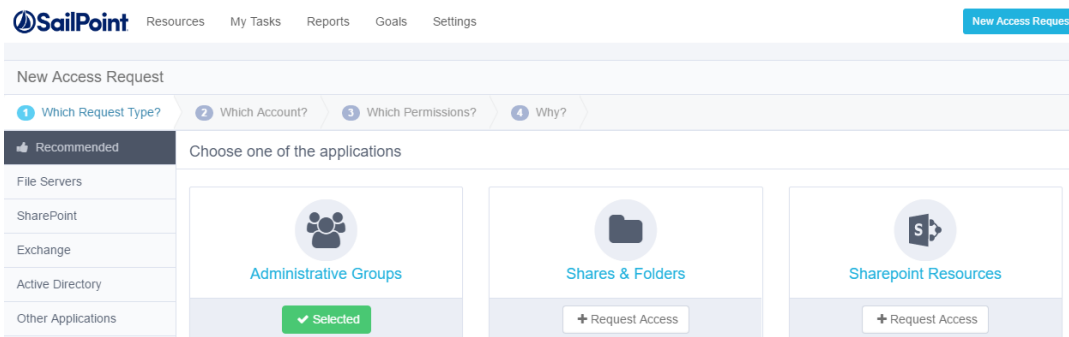 SailPoint Resources My Tasks Reports Goals Settings New Access Reques
New Access Request
1 Which Request Type? 2 Which Account? 3 Which Permissions? 4 Why?
Recommended
Choose one of the applications
File Servers
SharePoint
Exchange
Active Directory
Other Applications
Administrative Groups Shares & Folders Sharepoint Resources
Selected + Request Access + Request Access